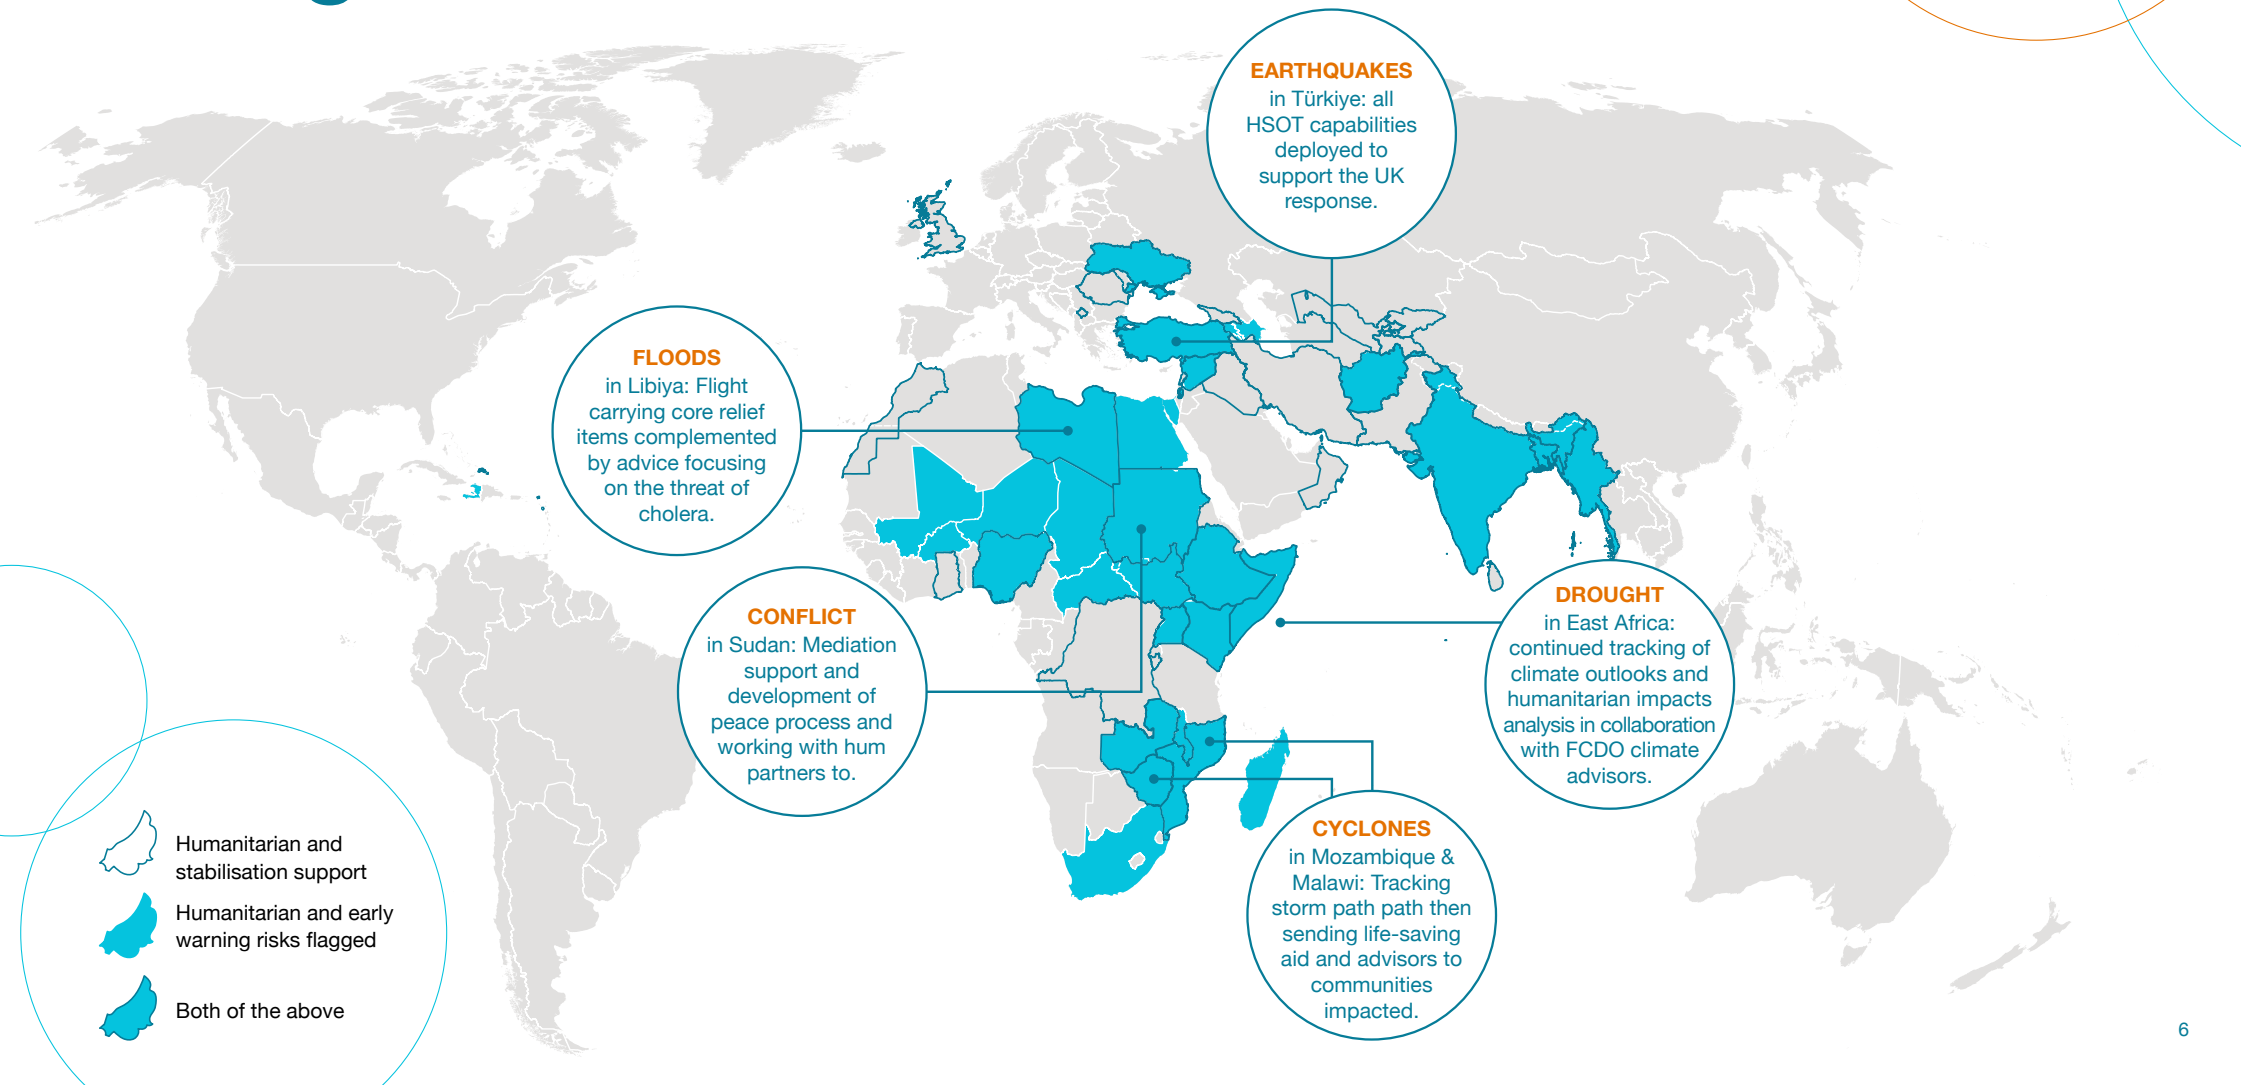 EARTHQUAKES
in Türkiye: all
HSOT capabilities
deployed to
support the UK
response.
FLOODS
in Libiya: Flight
carrying core relief
items complemented
by advice focusing
on the threat of
cholera.
CONFLICT
in Sudan: Mediation
support and
development of
peace process and
working with hum
partners to.
DROUGHT
in East Africa:
continued tracking of
climate outlooks and
humanitarian impacts
analysis in collaboration
with FCDO climate
advisors.
CYCLONES
in Mozambique &
Malawi: Tracking
storm path path then
sending life-saving
aid and advisors to
communities
impacted.
Humanitarian and
stabilisation support
Humanitarian and early
warning risks flagged
Both of the above
6